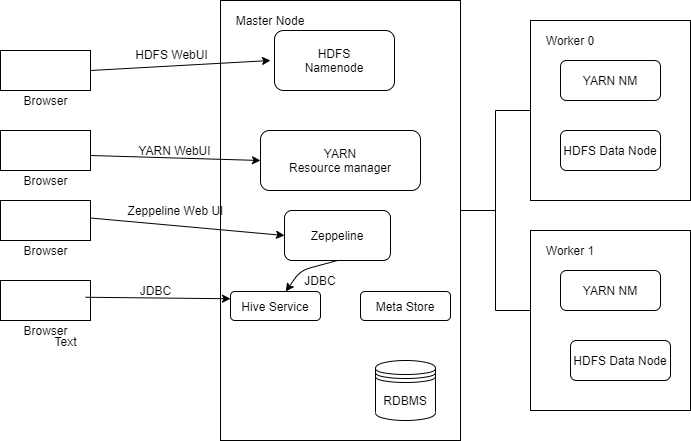 Master Node
HDFS WebUI
HDFS
Namenode
Browser
YARN WebUI
YARN
Resource manager
Browser
Zeppeline Web UI
Zeppeline
Browser
JDBC
JDBC
Hive Service
Meta Store
Browser
Text
RDBMS
Worker 0
YARN NM
HDFS Data Node
Worker 1
YARN NM
HDFS Data Node